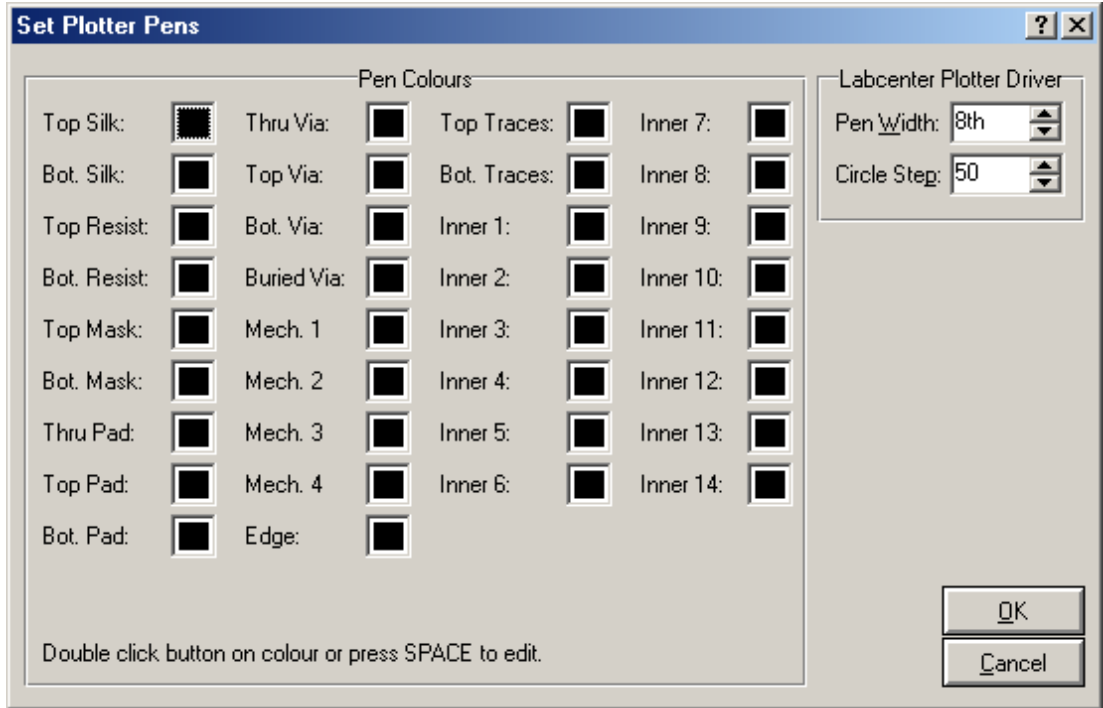 Set Plotter Pens
Pen Colours
Top Silk:
Bot. Silk:
Top Resist:
Bot. Resist:
Top Mask:
Bot. Mask:
Thru Pad:
Top Pad:
Bot. Pad:
Thru Via:
Top Via:
Bot. Via:
Buried Via:
Mech. 1
Mech. 2
Mech. 3
Mech. 4
Edge:
Top Traces:
Bot. Traces:
Inner 1:
Inner 2:
Inner 3:
Inner 4:
Inner 5:
Inner 6:
Inner 7:
Inner 8:
Inner 9:
Inner 10:
Inner 11:
Inner 12:
Inner 13:
Inner 14:
Double click button on colour or press SPACE to edit.
Labcenter Plotter Driver
Pen Width: 8th
Circle Step: 50
OK
Cancel